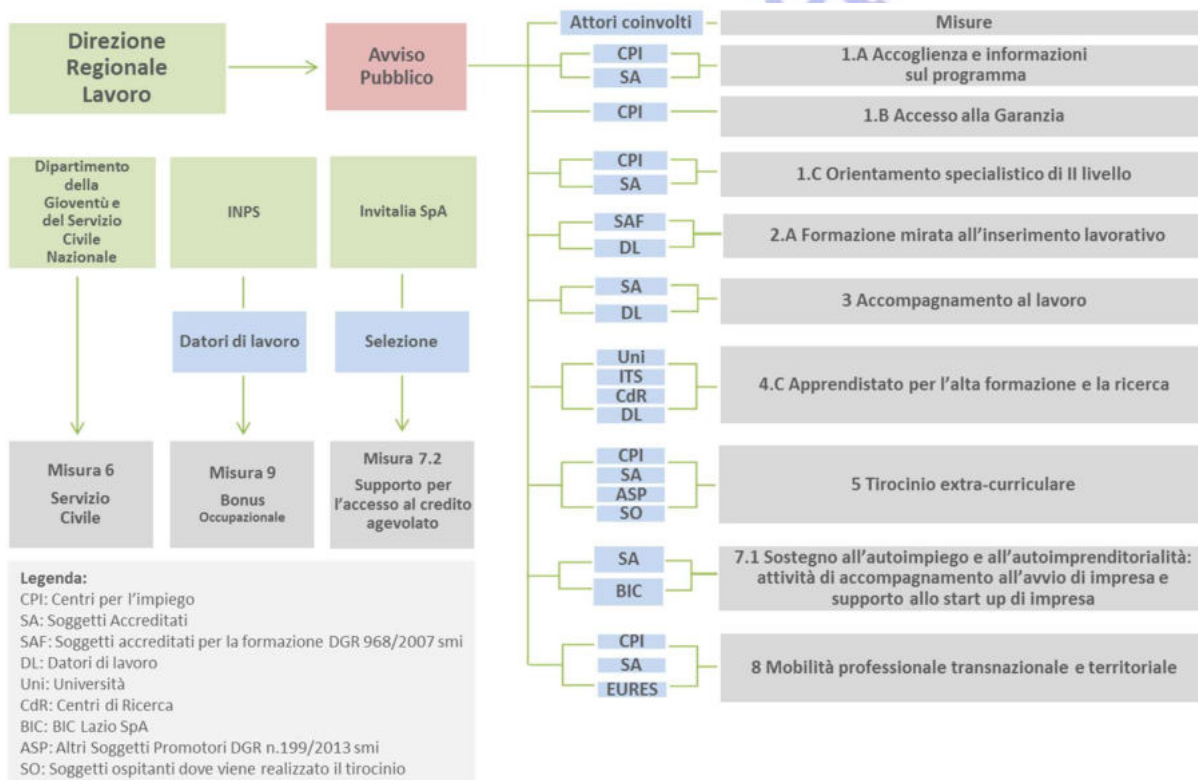 Direzione
Regionale
Lavoro
Avviso
Pubblico
Dipartimento
della
Gioventù e
del Servizio
Civile
Nazionale
INPS
Invitalia SpA
Datori di lavoro
Selezione
Misura 6
Servizio
Civile
Misura 9
Bonus
Occupazionale
Misura 7.2
Supporto per
l'accesso al credito
agevolato
Legenda:
CPI: Centri per l'impiego
SA: Soggetti Accreditati
SAF: Soggetti accreditati per la formazione DGR 968/2007 smi
DL: Datori di lavoro
Uni: Università
CdR: Centri di Ricerca
BIC: BIC Lazio SpA
ASP: Altri Soggetti Promotori DGR n.199/2013 smi
SO: Soggetti ospitanti dove viene realizzato il tirocinio
Attori coinvolti
Misure
CPI
SA
1.A Accoglienza e informazioni
sul programma
CPI
1.B Accesso alla Garanzia
CPI
SA
1.C Orientamento specialistico di II livello
SAF
DL
2.A Formazione mirata all'inserimento lavorativo
SA
DL
3 Accompagnamento al lavoro
Uni
ITS
CdR
DL
4.C Apprendistato per l'alta formazione e la ricerca
CPI
SA
ASP
SO
5 Tirocinio extra-curriculare
SA
BIC
7.1 Sostegno all'autoimpiego e all'autoimprenditorialità:
attività di accompagnamento all'avvio di impresa e
supporto allo start up di impresa
CPI
SA
EURES
8 Mobilità professionale transnazionale e territoriale